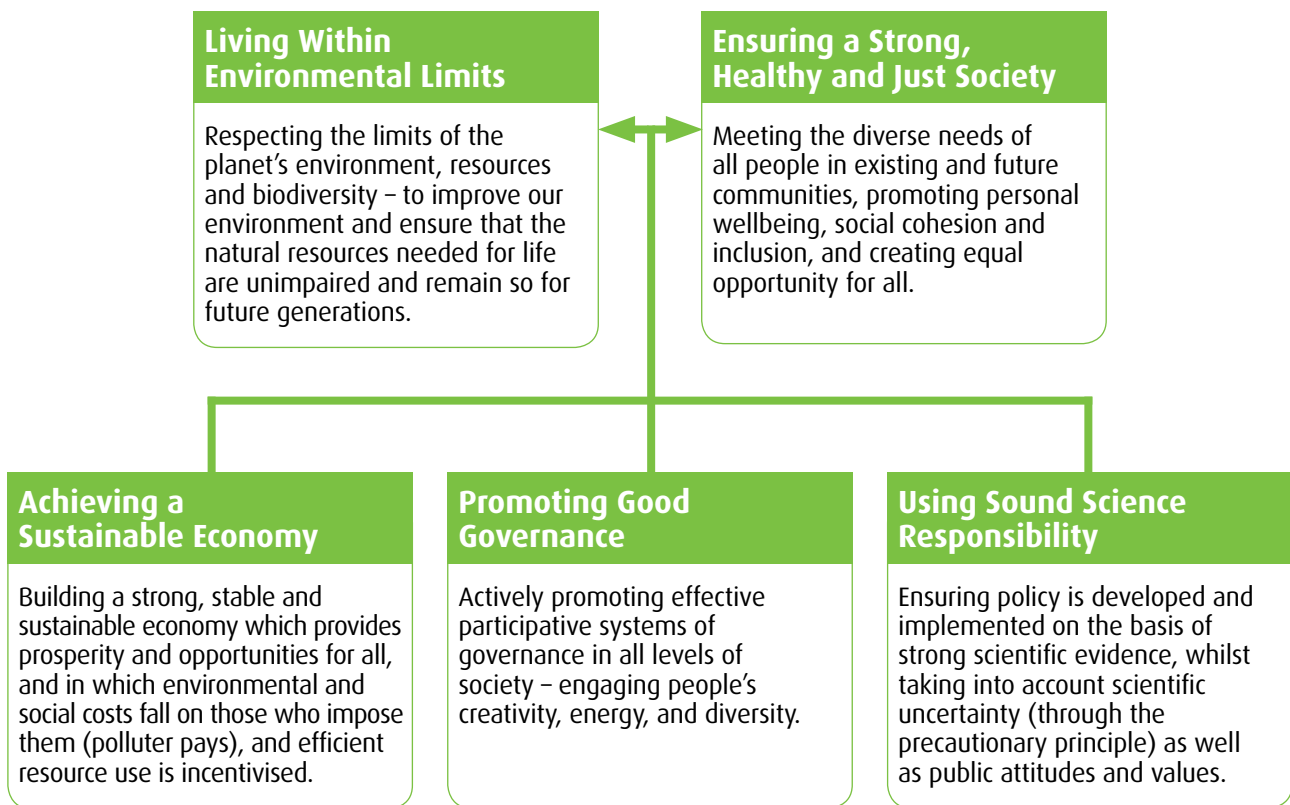 Living Within
Environmental Limits
Respecting the limits of the
planet’s environment, resources
and biodiversity – to improve our
environment and ensure that the
natural resources needed for life
are unimpaired and remain so for
future generations.
Ensuring a Strong,
Healthy and Just Society
Meeting the diverse needs of
all people in existing and future
communities, promoting personal
wellbeing, social cohesion and
inclusion, and creating equal
opportunity for all.
Achieving a
Sustainable Economy
Building a strong, stable and
sustainable economy which provides
prosperity and opportunities for all,
and in which environmental and
social costs fall on those who impose
them (polluter pays), and efficient
resource use is incentivised.
Promoting Good
Governance
Actively promoting effective
participative systems of
governance in all levels of
society – engaging people’s
creativity, energy, and diversity.
Using Sound Science
Responsibility
Ensuring policy is developed and
implemented on the basis of
strong scientific evidence, whilst
taking into account scientific
uncertainty (through the
precautionary principle) as well
as public attitudes and values.